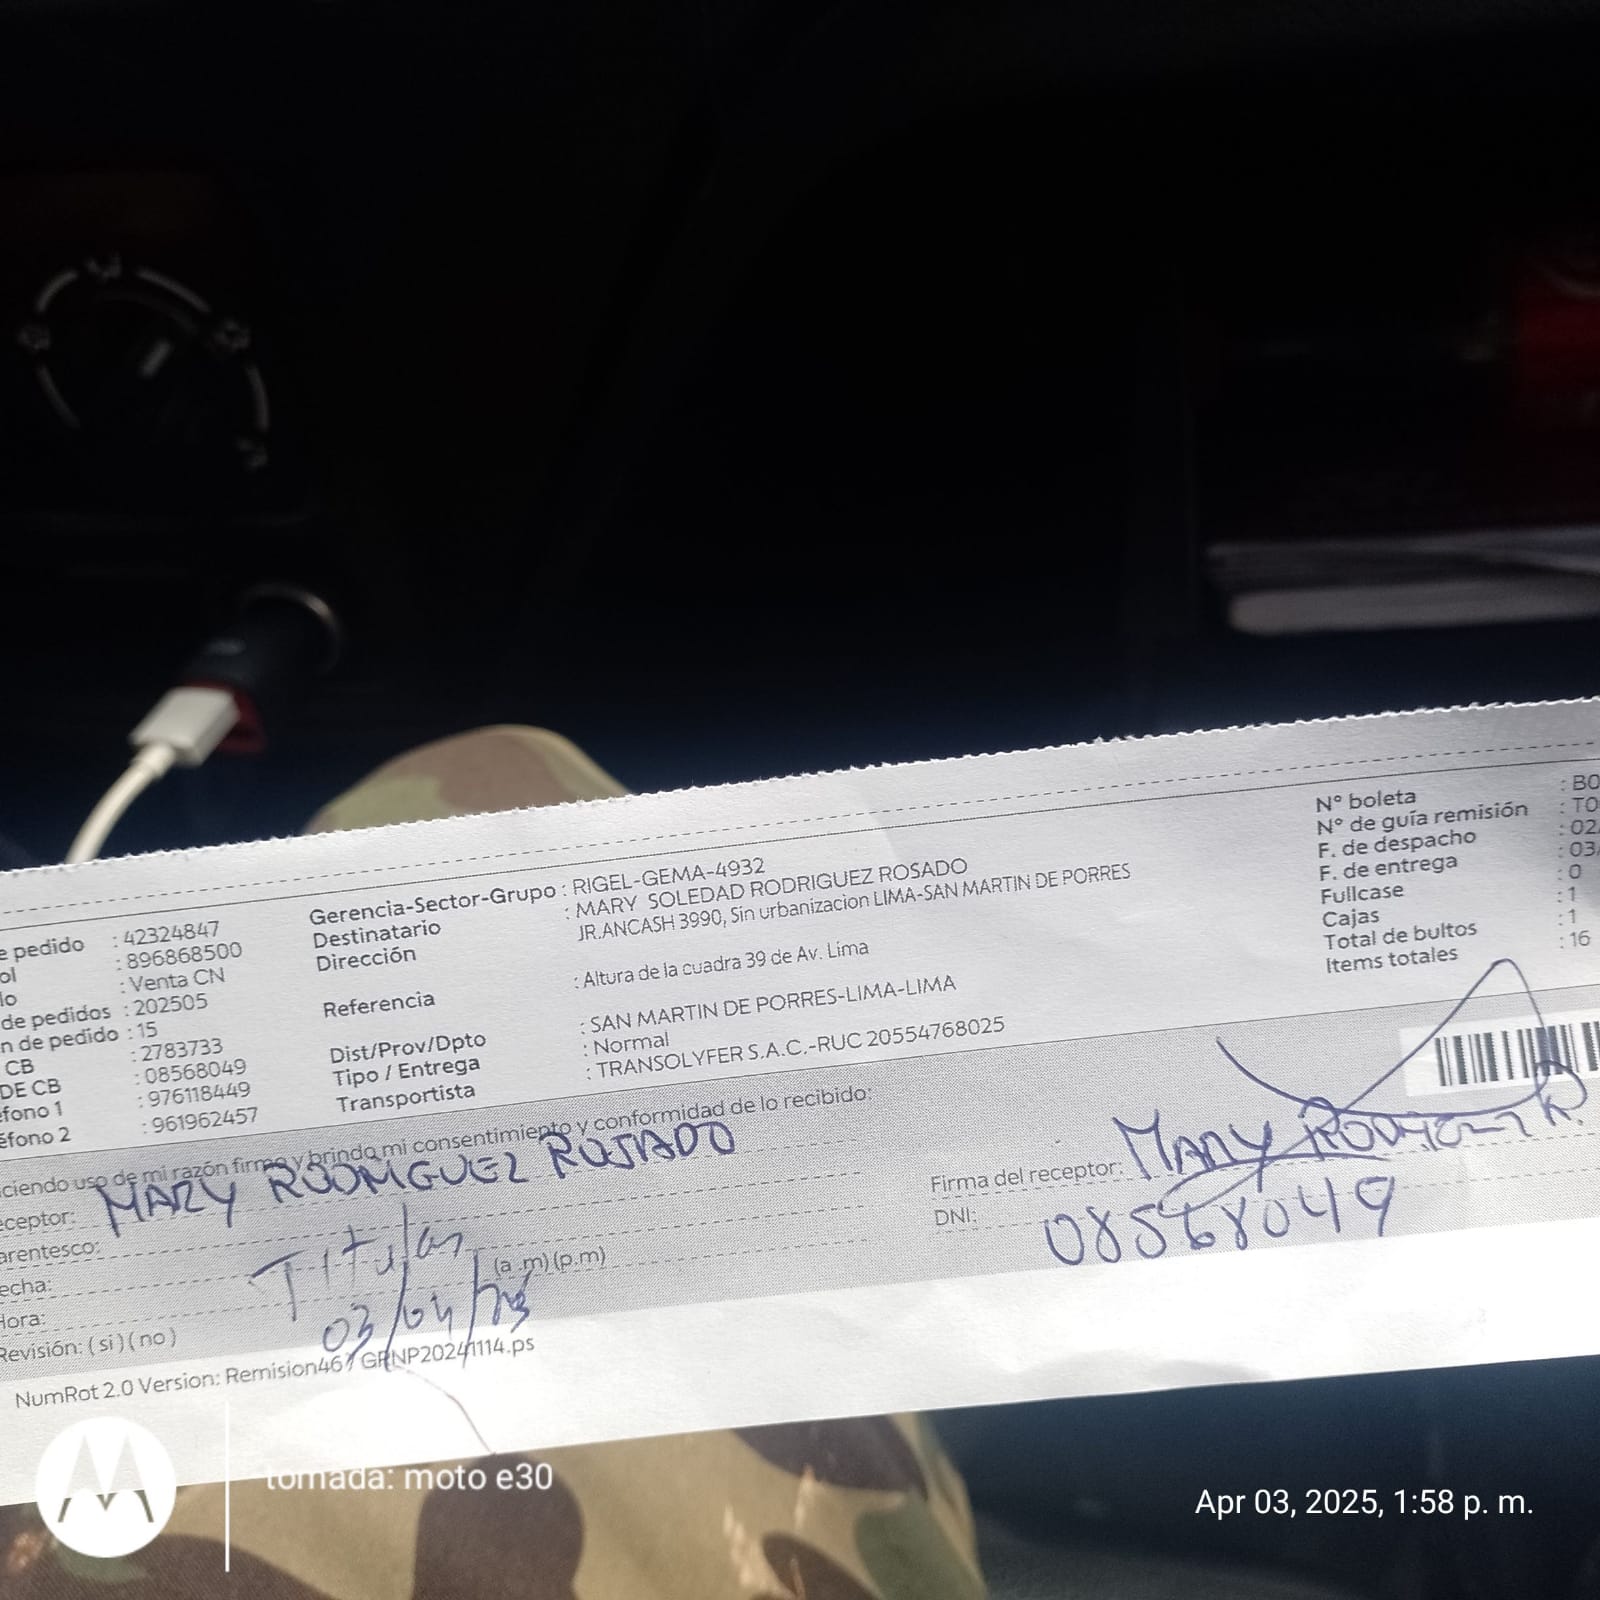 e pedido : 42324847
ol : 896868500
lo : Venta CN
de pedidos : 202505
n de pedido : 15
CB : 2783733
DE CB : 08568049
éfono 1 : 976118449
éfono 2 : 961962457
Gerencia-Sector-Grupo : RIGEL-GEMA-4932
Destinatario : MARY SOLEDAD RODRIGUEZ ROSADO
Dirección JR.ANCASH 3990, Sin urbanizacion LIMA-SAN MARTIN DE PORRES
Referencia : Altura de la cuadra 39 de Av. Lima
Dist/Prov/Dpto : SAN MARTIN DE PORRES-LIMA-LIMA
Tipo / Entrega : Normal
Transportista : TRANSOLYFER S.A.C.-RUC 20554768025
N° boleta : B0
N° de guía remisión : T0
F. de despacho : 02
F. de entrega : 03
Fullcase : 0
Cajas : 1
Total de bultos : 1
Items totales : 16
ciendo uso de mi razón firmo y brindo mi consentimiento y conformidad de lo recibido:
eceptor: MARY RODRIGUEZ ROSADO
arentesco: Titular
echa: 03/04/
Hora: (a .m) (p.m)
Revisión: ( si ) ( no )
Firma del receptor: MARY R.
DNI: 08568049
NumRot 2.0 Version: Remision467 GRNP20241114.ps
tomada: moto e30
Apr 03, 2025, 1:58 p. m.